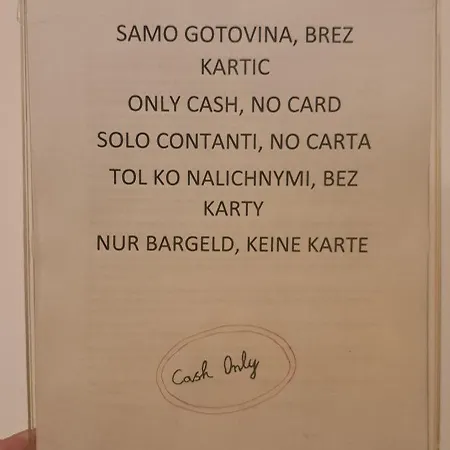 SAMO GOTOVINA, BREZ
KARTIC
ONLY CASH, NO CARD
SOLO CONTANTI, NO CARTA
TOL KO NALICHNYMI, BEZ
KARTY
NUR BARGELD, KEINE KARTE
Cash Only